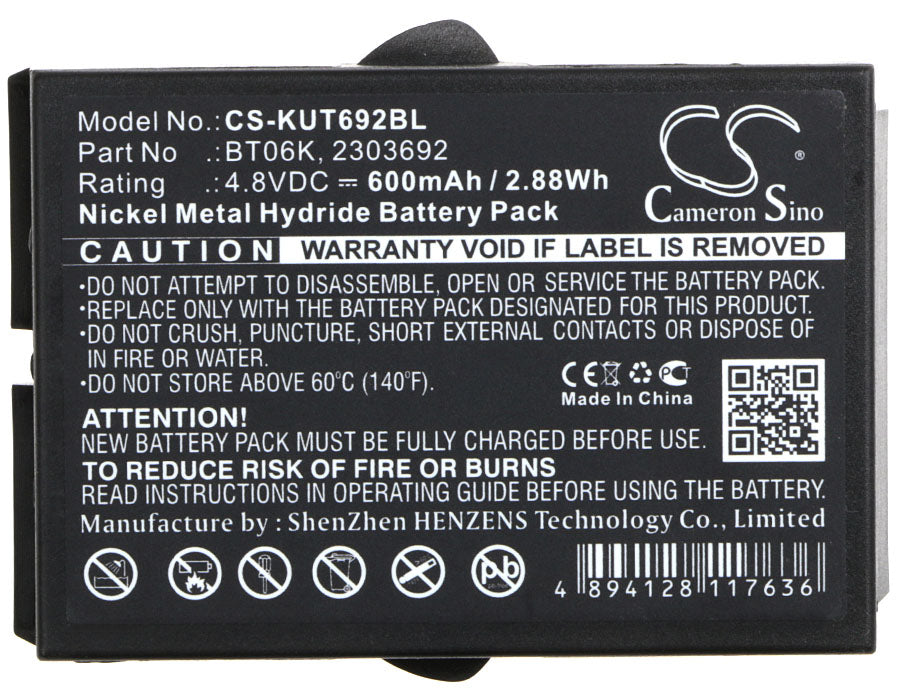 Model No.: CS-KUT692BL
Part No .: BT06K, 2303692
Rating .: 4.8VDC ⎓ 600mAh / 2.88Wh
Nickel Metal Hydride Battery Pack
CS
®
Cameron Sino
CAUTION WARRANTY VOID IF LABEL IS REMOVED
•DO NOT ATTEMPT TO DISASSEMBLE, OPEN OR SERVICE THE BATTERY PACK.
•REPLACE ONLY WITH THE BATTERY PACK DESIGNATED FOR THIS PRODUCT.
•DO NOT CRUSH, PUNCTURE, SHORT EXTERNAL CONTACTS OR DISPOSE OF
IN FIRE OR WATER.
•DO NOT STORE ABOVE 60°C (140°F).
CE
Made In China
ATTENTION!
NEW BATTERY PACK MUST BE FULLY CHARGED BEFORE USE.
TO REDUCE RISK OF FIRE OR BURNS
READ INSTRUCTIONS IN OPERATING GUIDE BEFORE BATTERY USE.
Manufacture by : ShenZhen HENZENS Technology Co., Limited
Pb
4 894128 117636